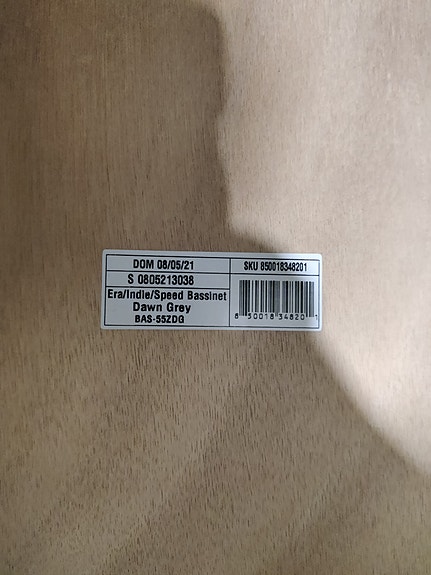 DOM 08/05/21
SKU 850018348201
S 0805213038
Era/Indie/Speed Bassinet
Dawn Grey
BAS-55ZDG
8 50018 34820 1